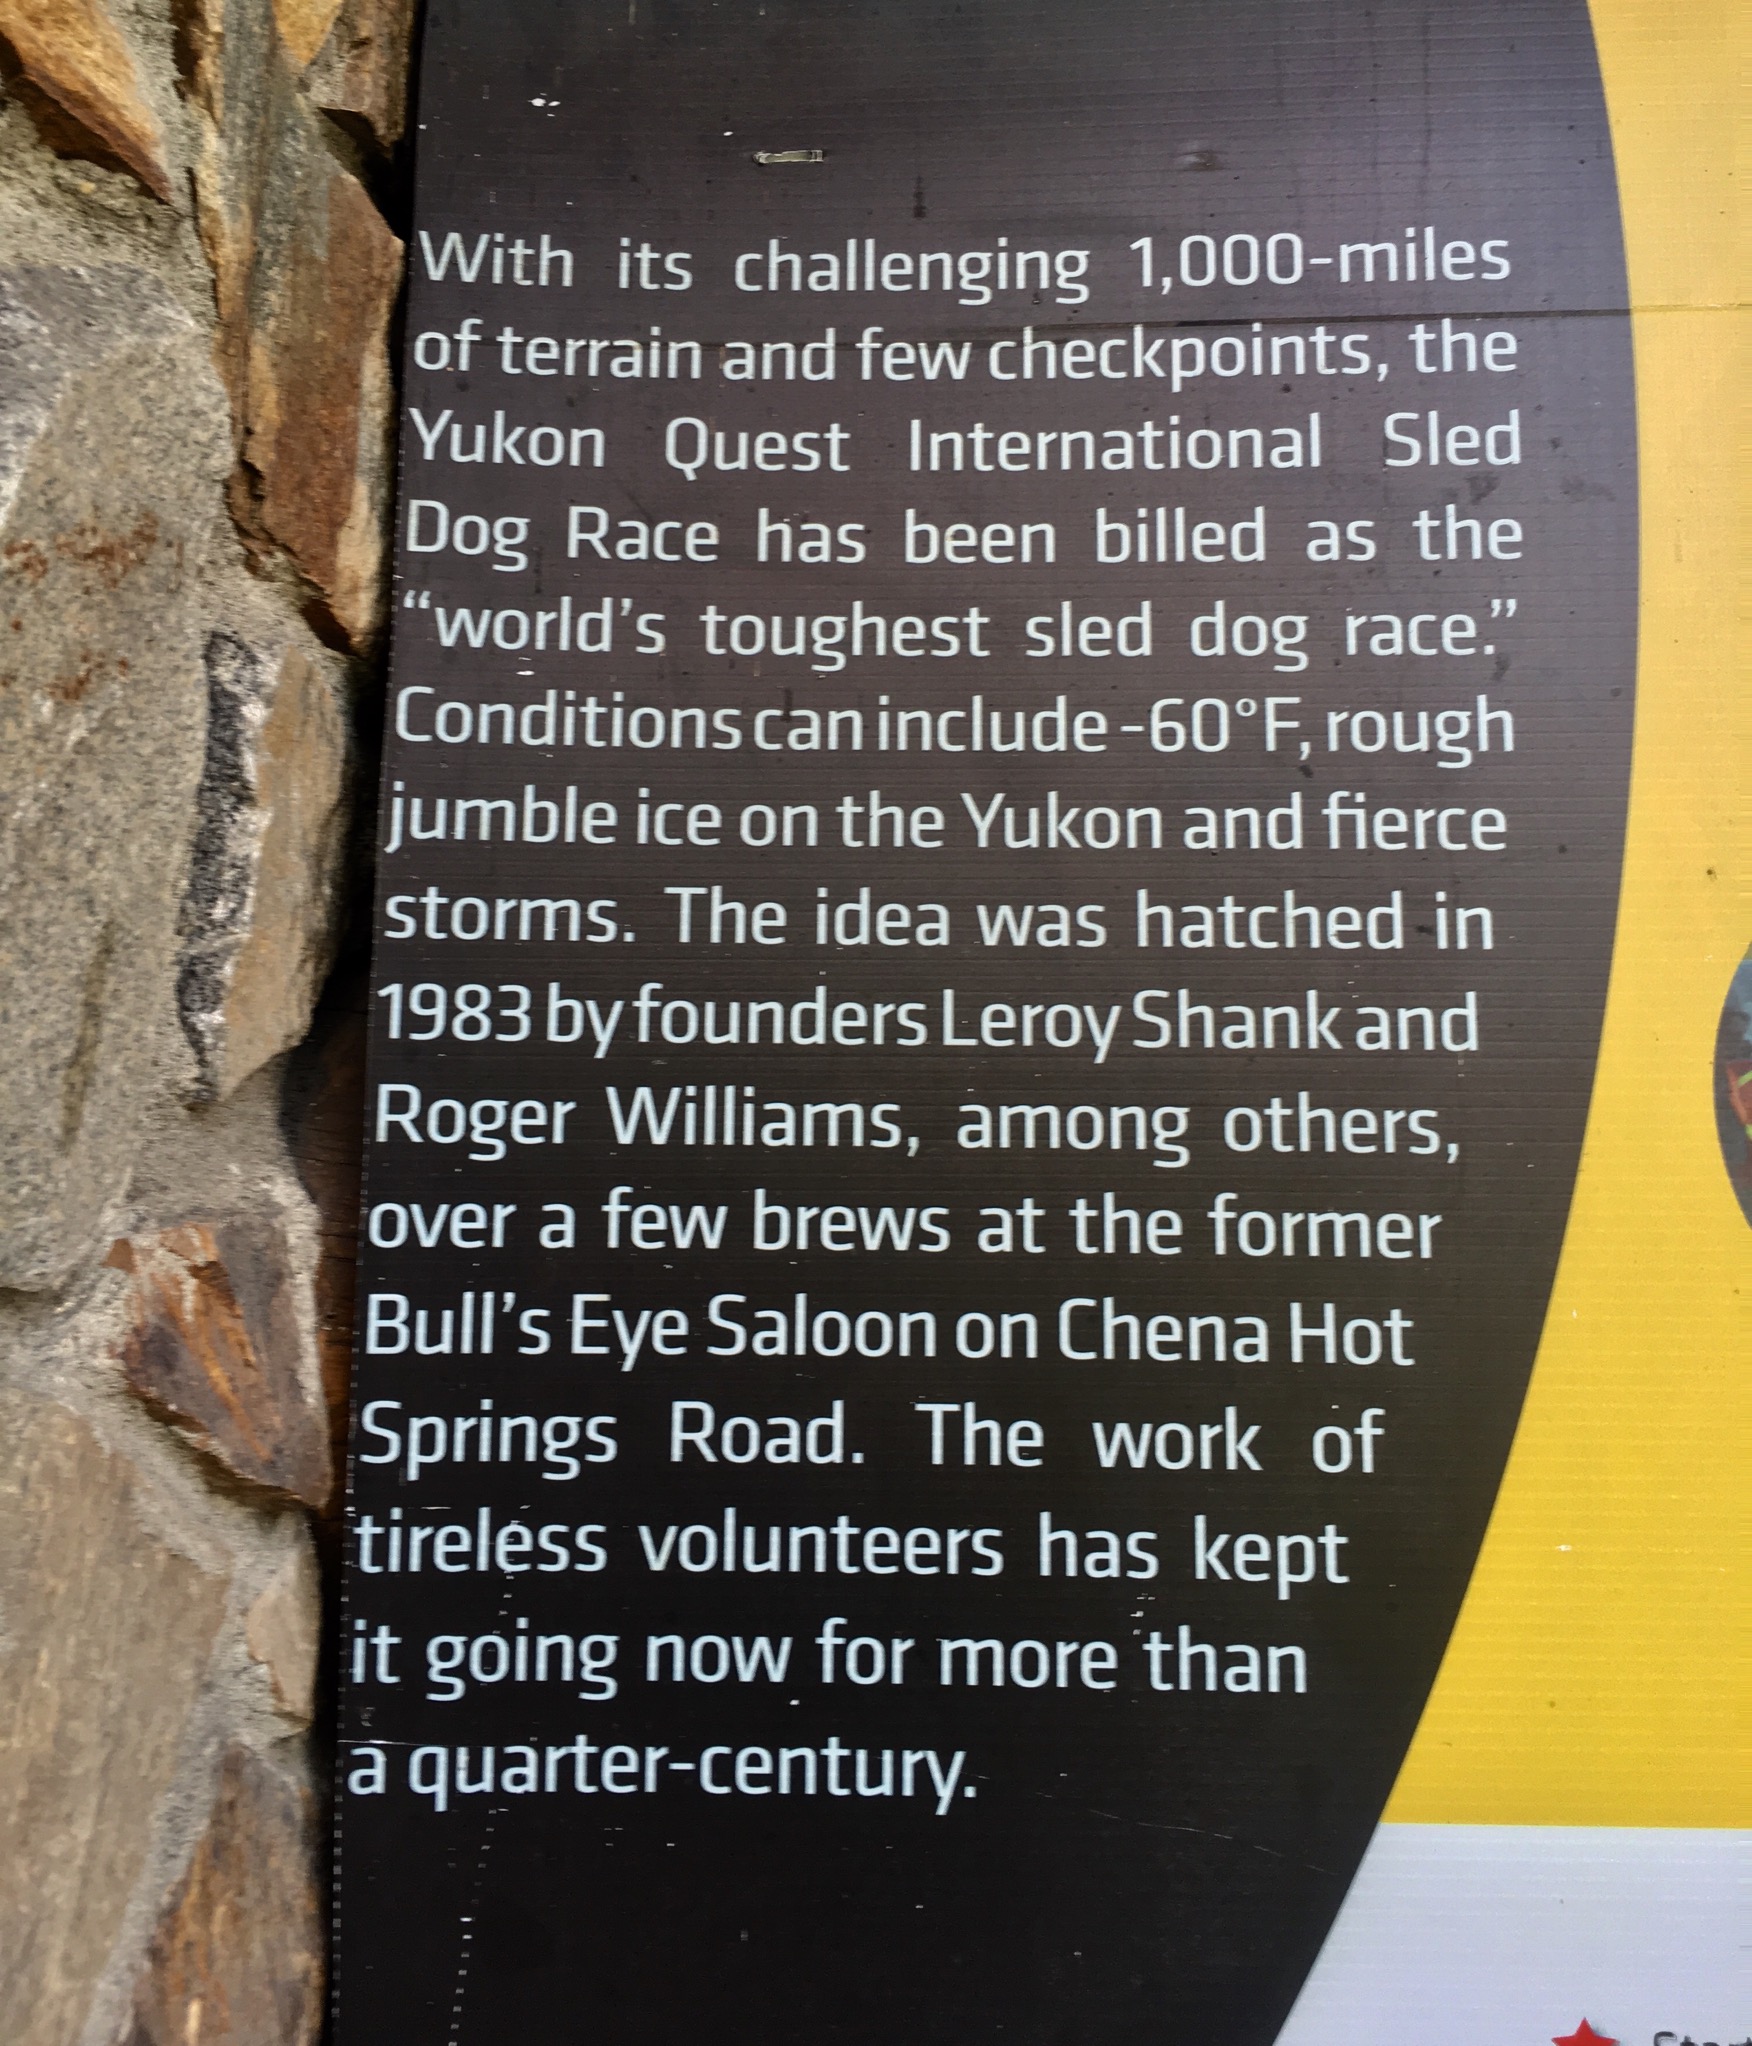 With its challenging 1,000-miles
of terrain and few checkpoints, the
Yukon Quest International Sled
Dog Race has been billed as the
“world’s toughest sled dog race.”
Conditions can include -60°F, rough
jumble ice on the Yukon and fierce
storms. The idea was hatched in
1983 by founders Leroy Shank and
Roger Williams, among others,
over a few brews at the former
Bull’s Eye Saloon on Chena Hot
Springs Road. The work of
tireless volunteers has kept
it going now for more than
a quarter-century.